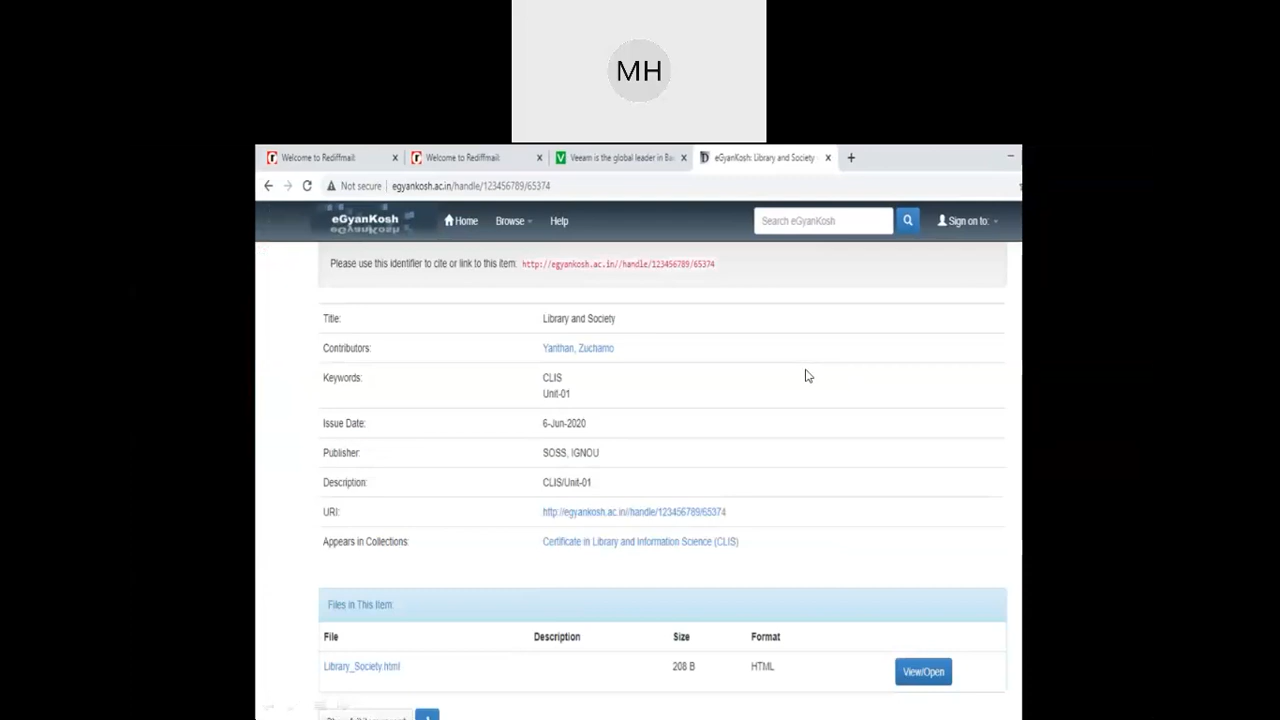 MH
Welcome to Rediffmail
Welcome to Rediffmail
Veeam is the global leader in Ba
eGyanKosh: Library and Society
Not secure
egyankosh.ac.in/handle/123456789/65374
eGyanKosh
Home
Browse
Help
Search eGyanKosh
Sign on to:
Please use this identifier to cite or link to this item: http://egyankosh.ac.in//handle/123456789/65374
Title: Library and Society
Contributors: Yanthan, Zuchamo
Keywords: CLIS
Unit-01
Issue Date: 6-Jun-2020
Publisher: SOSS, IGNOU
Description: CLIS/Unit-01
URI: http://egyankosh.ac.in//handle/123456789/65374
Appears in Collections: Certificate in Library and Information Science (CLIS)
Files in This Item:
File Description Size Format
Library_Society.html 208 B HTML View/Open